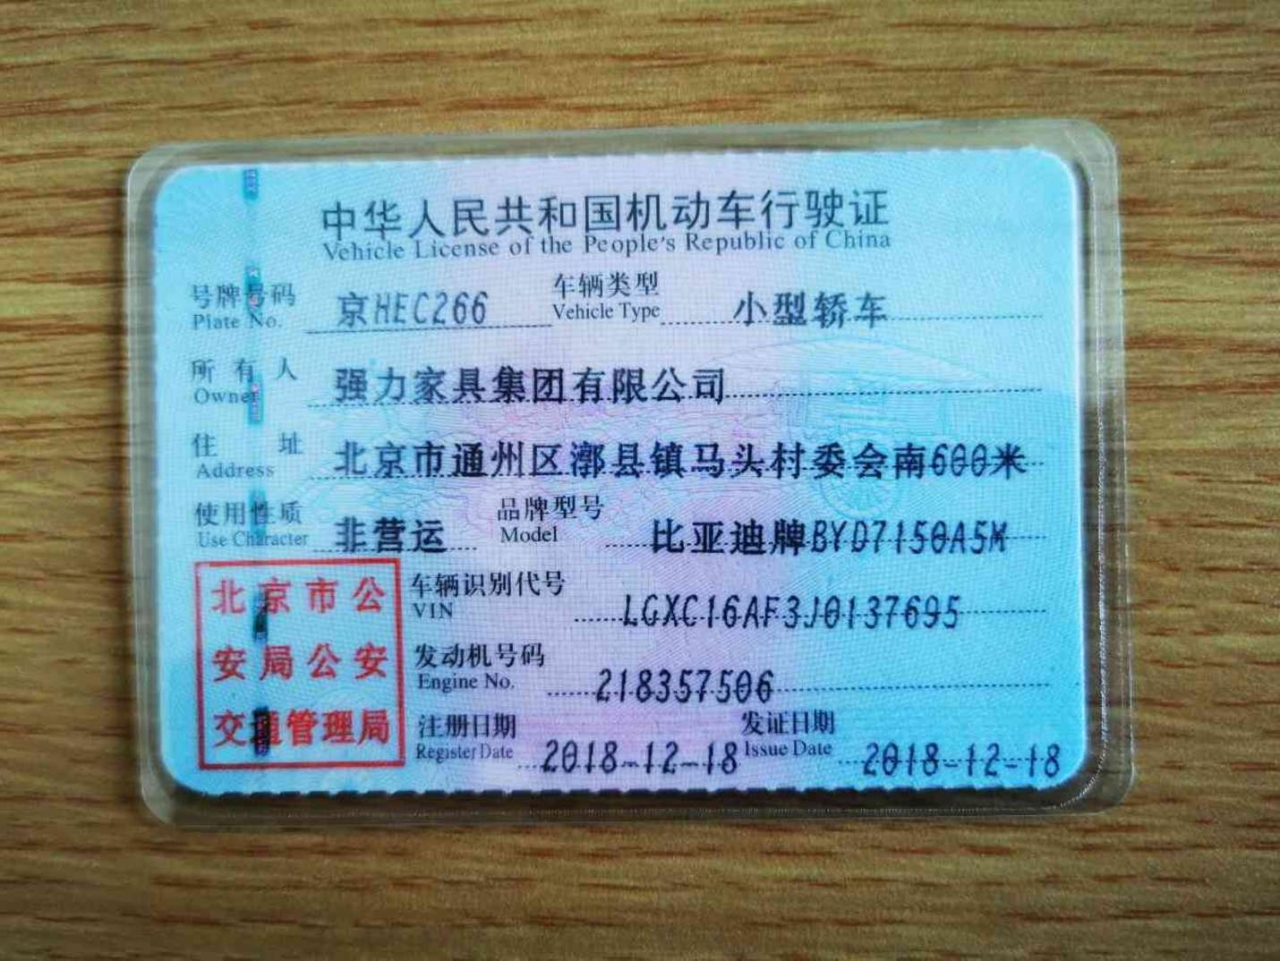 中华人民共和国机动车行驶证
Vehicle License of the People's Republic of China
号牌号码 京HEC266 车辆类型 小型轿车
Plate No. Vehicle Type
所有人 强力家具集团有限公司
Owner
住址 北京市通州区漷县镇马头村委会南600米
Address
使用性质 非营运 品牌型号 比亚迪牌BYD7150A5M
Use Character Model
北京市公
安局公安
交通管理局
车辆识别代号 LGXC16AF3J0137695
VIN
发动机号码 218357506
Engine No.
注册日期 2018-12-18 发证日期 2018-12-18
Register Date Issue Date